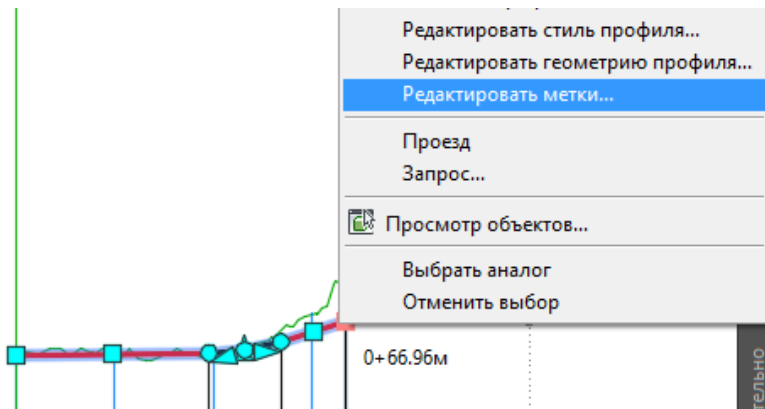 Редактировать стиль профиля...
Редактировать геометрию профиля...
Редактировать метки...
Проезд
Запрос...
Просмотр объектов...
Выбрать аналог
Отменить выбор
0+66.96м